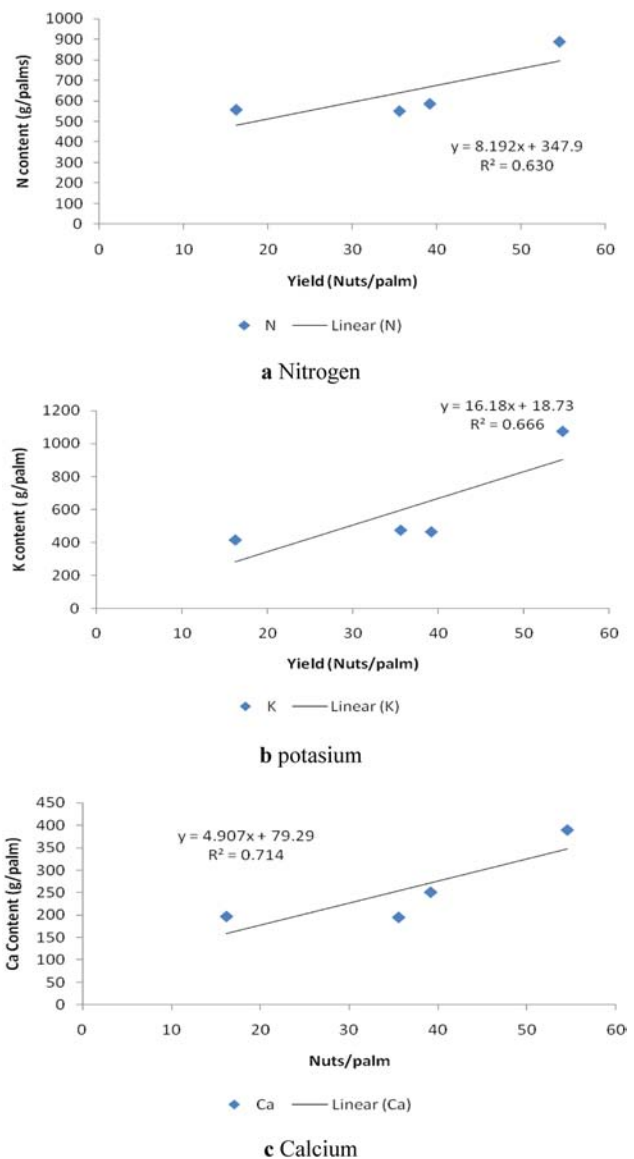 1000
900
800
700
600
500
400
300
200
100
0
N content (g/palms)
y = 8.192x + 347.9
R² = 0.630
0 10 20 30 40 50 60
Yield (Nuts/palm)
N Linear (N)
a Nitrogen
1200
1000
800
600
400
200
0
K content ( g/palm)
y = 16.18x + 18.73
R² = 0.666
0 10 20 30 40 50 60
Yield (Nuts/palm)
K Linear (K)
b potasium
450
400
350
300
250
200
150
100
50
0
Ca Content (g/palm)
y = 4.907x + 79.29
R² = 0.714
0 10 20 30 40 50 60
Nuts/palm
Ca Linear (Ca)
c Calcium